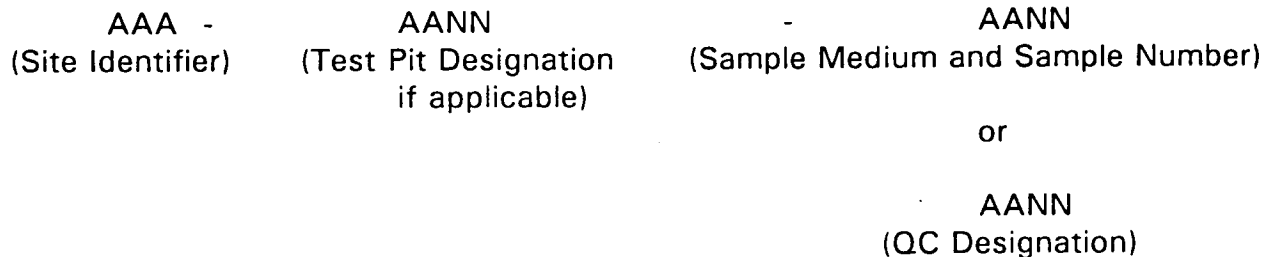 AAA - AANN - AANN
(Site Identifier) (Test Pit Designation (Sample Medium and Sample Number)
if applicable)
or
AANN
(QC Designation)